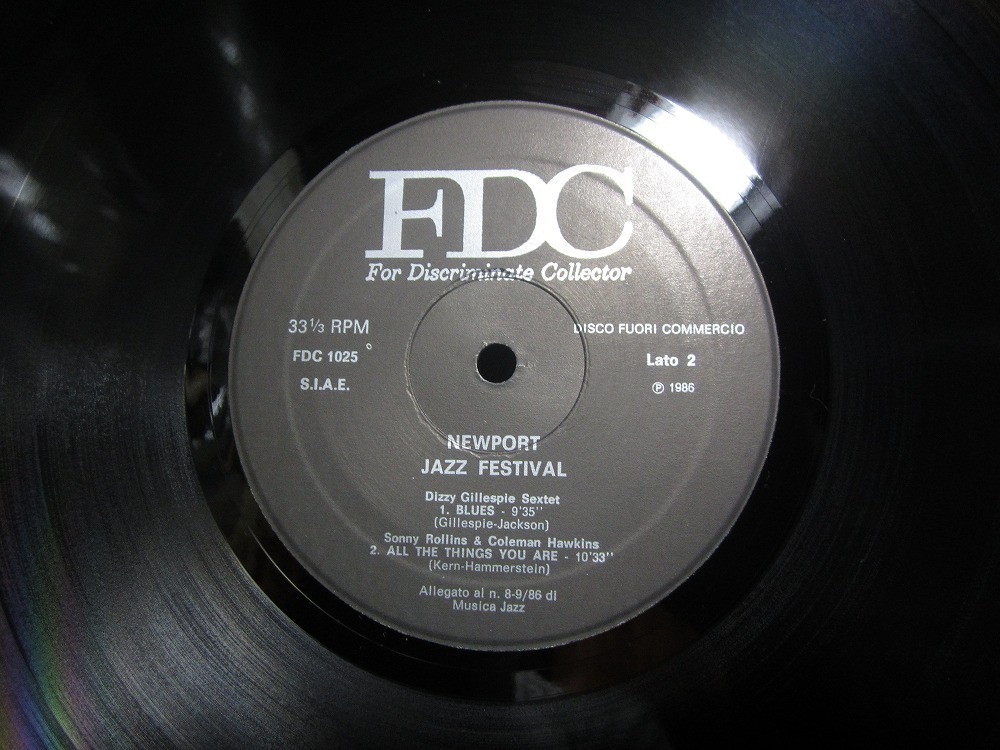 FDC
For Discriminate Collector
33 1/3 RPM
DISCO FUORI COMMERCIO
FDC 1025
Lato 2
S.I.A.E.
℗ 1986
NEWPORT
JAZZ FESTIVAL
Dizzy Gillespie Sextet
1. BLUES - 9'35''
(Gillespie-Jackson)
Sonny Rollins & Coleman Hawkins
2. ALL THE THINGS YOU ARE - 10'33''
(Kern-Hammerstein)
Allegato al n. 8-9/86 di
Musica Jazz